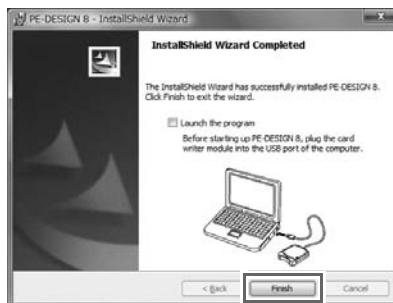 PE-DESIGN 8 - InstallShield Wizard
InstallShield Wizard Completed
The InstallShield Wizard has successfully installed PE-DESIGN 8.
Click Finish to exit the wizard.
Launch the program
Before starting up PE-DESIGN 8, plug the card
writer module into the USB port of the computer.
< Back Finish Cancel